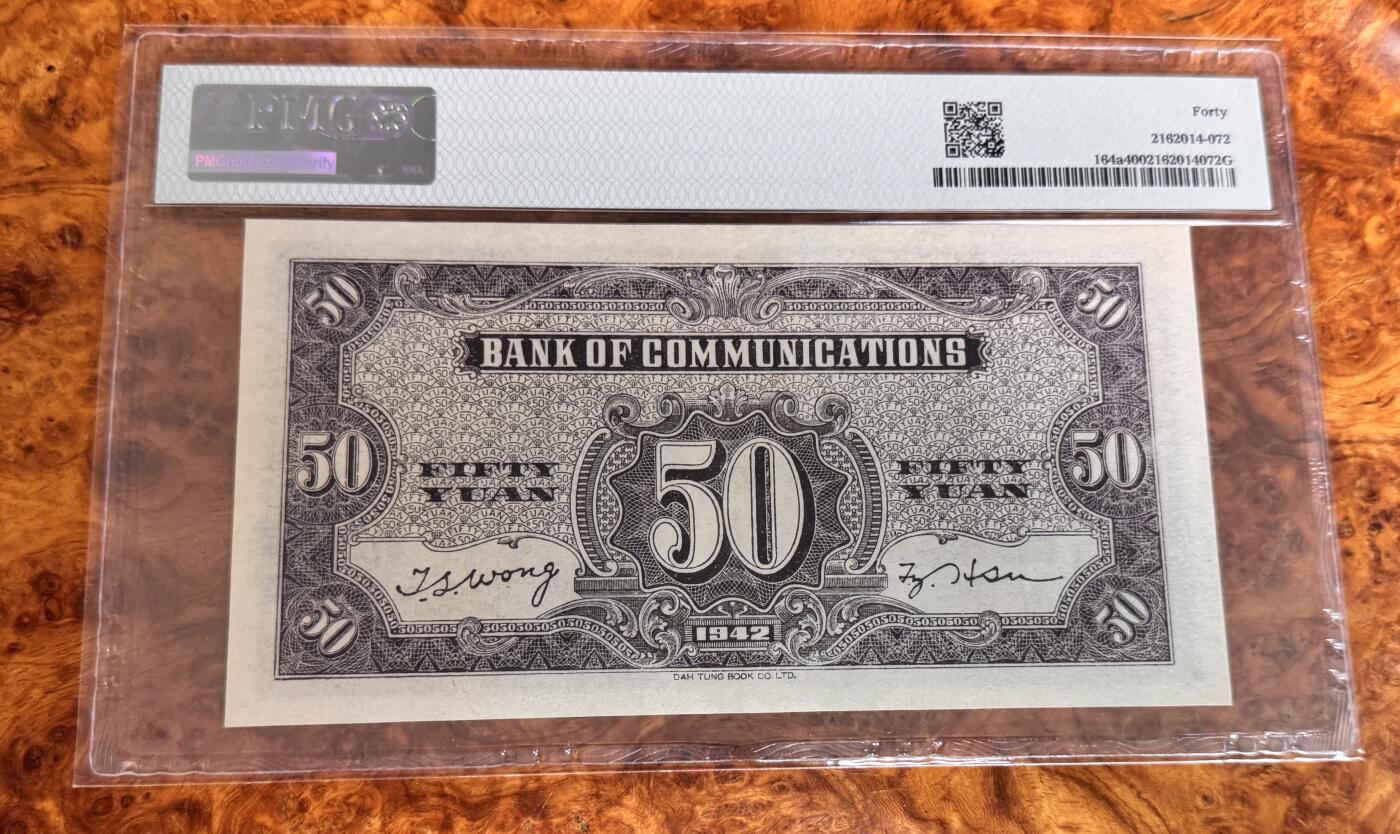 PMG
PMGnotes.com/verify
ANA
Forty
2162014-072
164a4002162014072G
50
50
BANK OF COMMUNICATIONS
50
FIFTY
YUAN
50
FIFTY
YUAN
50
T.S. Wong
Fy. Hsu
50
1942
50
DAH TUNG BOOK CO. LTD.